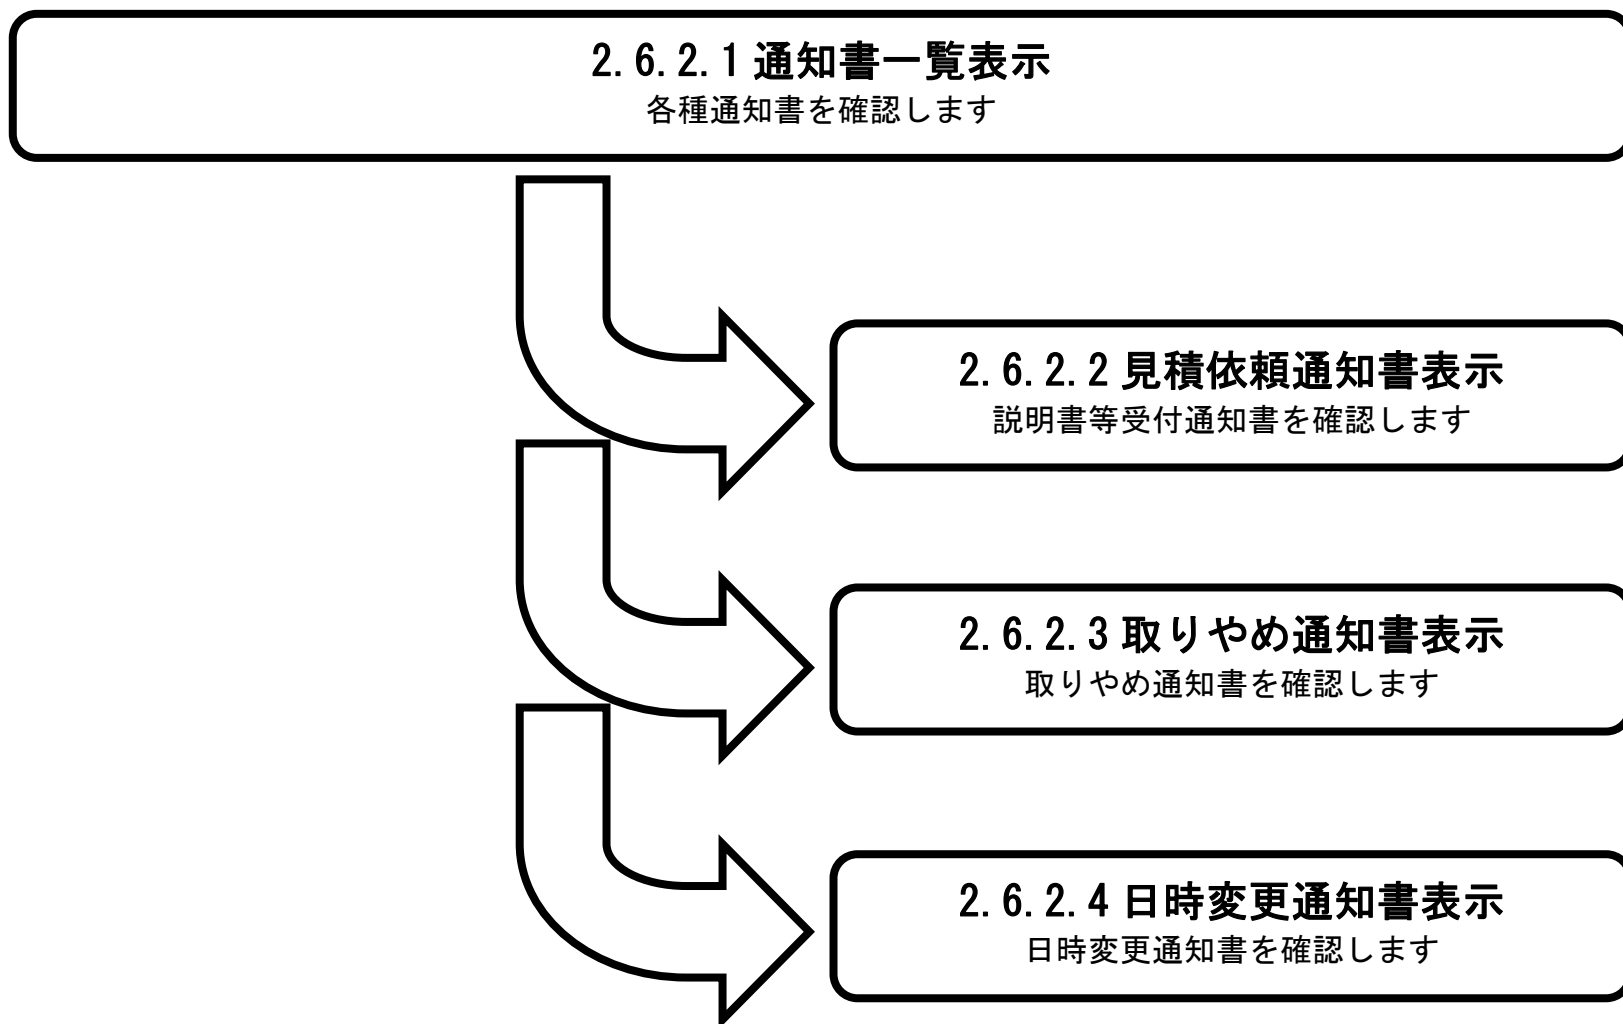 2.6.2.1 通知書一覧表示
各種通知書を確認します
2.6.2.2 見積依頼通知書表示
説明書等受付通知書を確認します
2.6.2.3 取りやめ通知書表示
取りやめ通知書を確認します
2.6.2.4 日時変更通知書表示
日時変更通知書を確認します